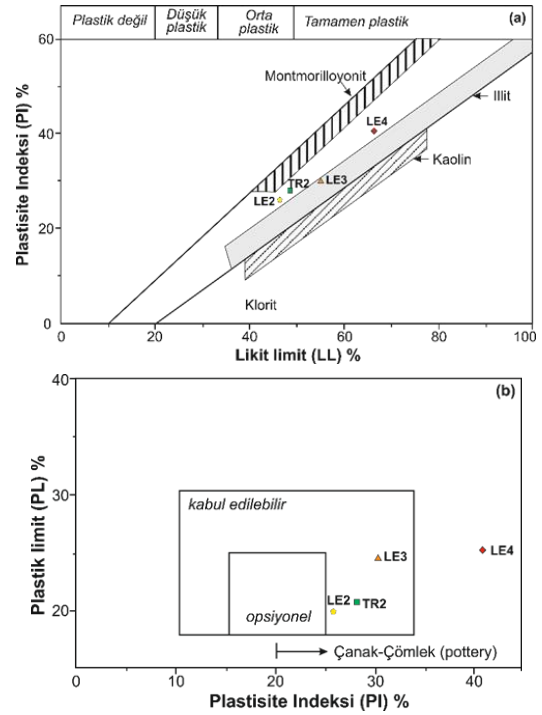 Plastik değil
Düşük plastik
Orta plastik
Tamamen plastik
(a)
60
40
20
0
Plastisite Indeksi (PI) %
Montmorilloyonit
Illit
LE4
Kaolin
TR2
LE3
LE2
Klorit
0 20 40 60 80 100
Likit limit (LL) %
(b)
40
30
20
10
Plastik limit (PL) %
kabul edilebilir
LE3
LE4
LE2
TR2
opsiyonel
Çanak-Çömlek (pottery)
0 10 20 30 40
Plastisite Indeksi (PI) %